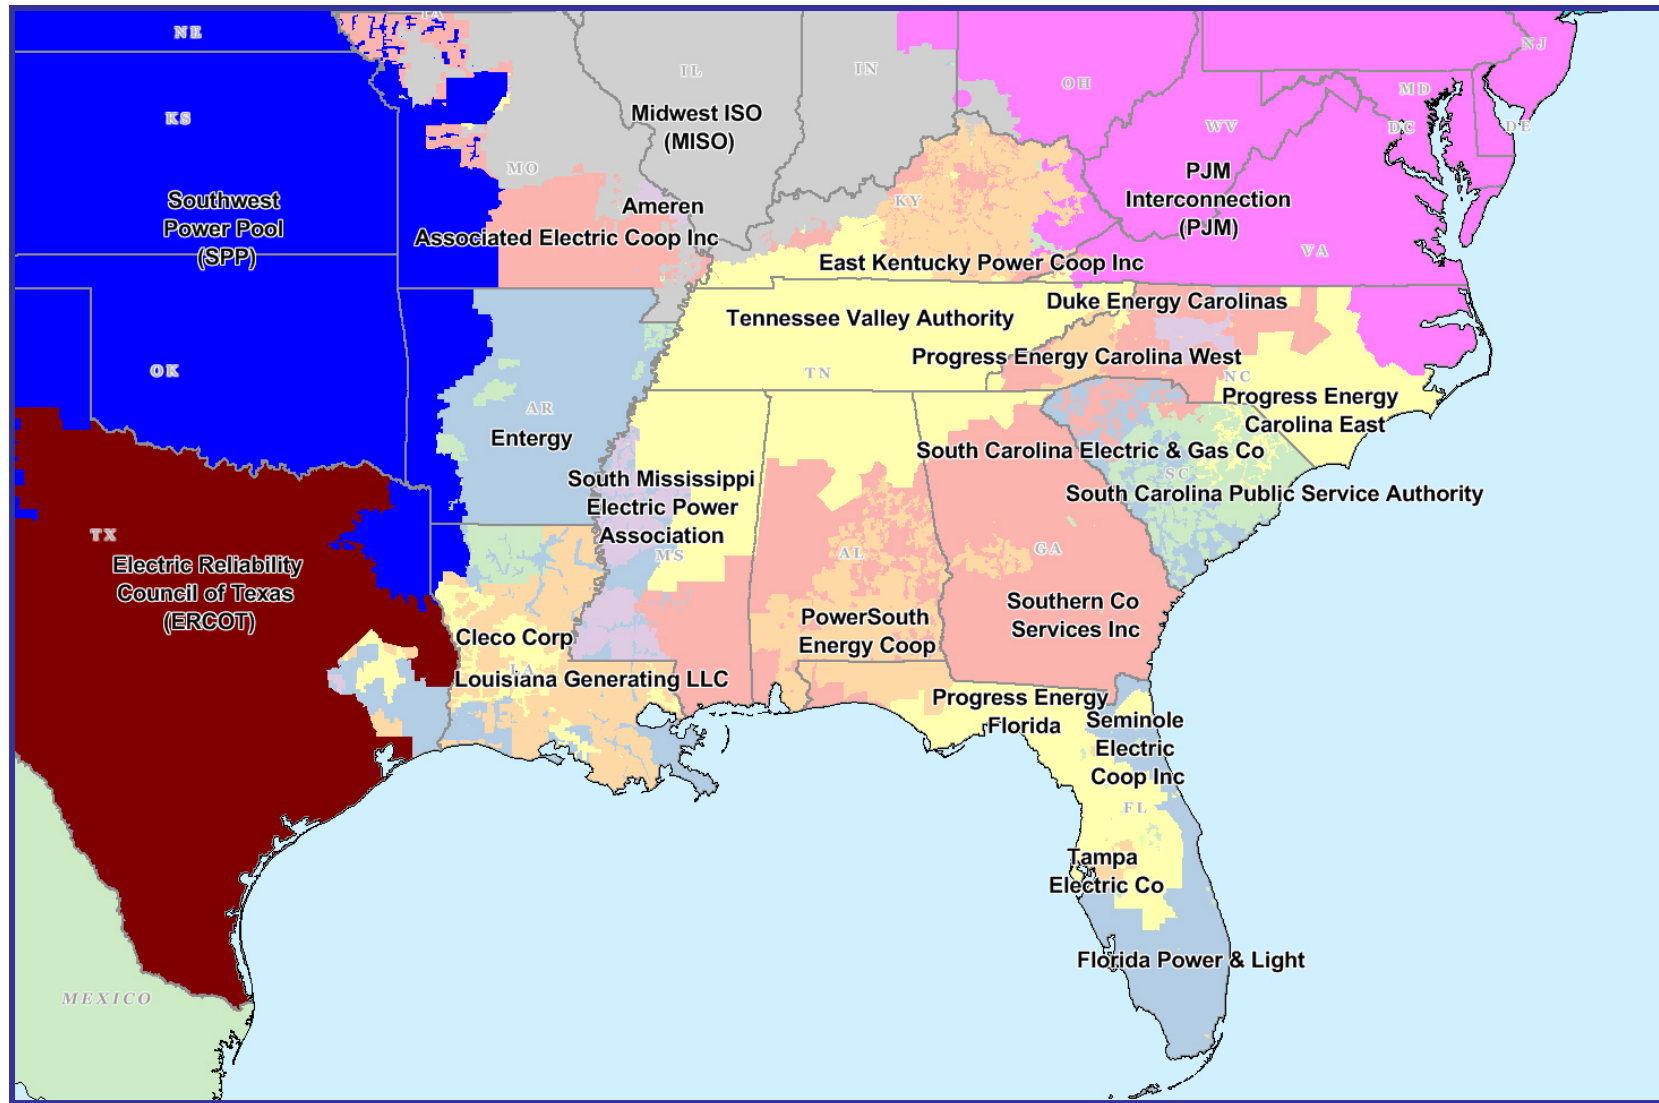 IA
NE
NJ
IL
IN
OH
MD
KS
Midwest ISO
(MISO)
WV
DC
DE
MO
PJM
Interconnection
(PJM)
Southwest
Power Pool
(SPP)
Ameren
KY
Associated Electric Coop Inc
VA
East Kentucky Power Coop Inc
Duke Energy Carolinas
Tennessee Valley Authority
Progress Energy Carolina West
OK
TN
NC
Progress Energy
Carolina East
AR
Entergy
South Carolina Electric & Gas Co
SC
South Mississippi
Electric Power
Association
South Carolina Public Service Authority
TX
MS
AL
GA
Electric Reliability
Council of Texas
(ERCOT)
Southern Co
Services Inc
PowerSouth
Energy Coop
Cleco Corp
LA
Louisiana Generating LLC
Progress Energy
Florida
Seminole
Electric
Coop Inc
FL
Tampa
Electric Co
Florida Power & Light
MEXICO